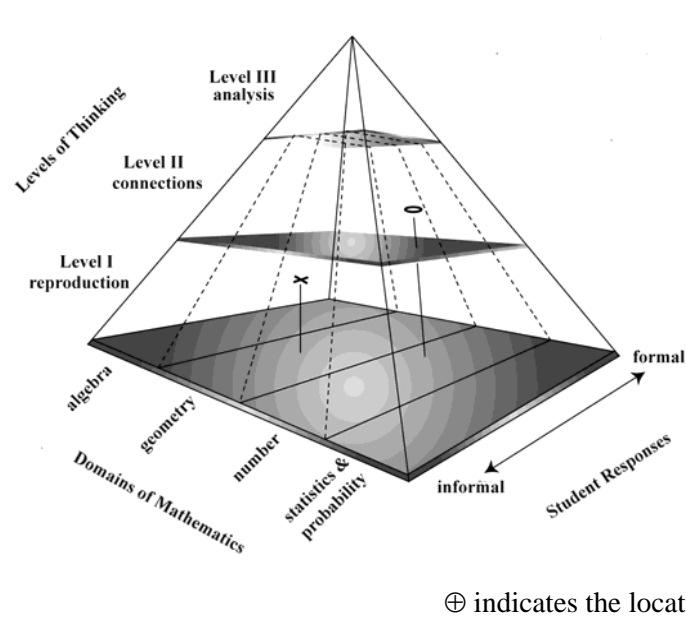 Level III
analysis
Levels of Thinking
Level II
connections
Level I
reproduction
algebra
geometry
number
statistics &
probability
Domains of Mathematics
formal
informal
Student Responses
⊕ indicates the locat